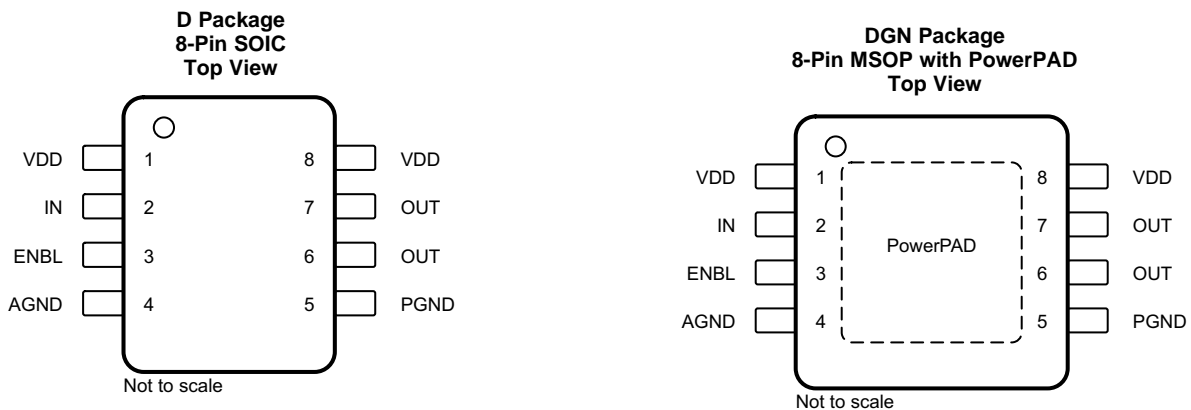 D Package
8-Pin SOIC
Top View
VDD 1 8 VDD
IN 2 7 OUT
ENBL 3 6 OUT
AGND 4 5 PGND
Not to scale
DGN Package
8-Pin MSOP with PowerPAD
Top View
VDD 1 8 VDD
IN 2 7 OUT
PowerPAD
ENBL 3 6 OUT
AGND 4 5 PGND
Not to scale